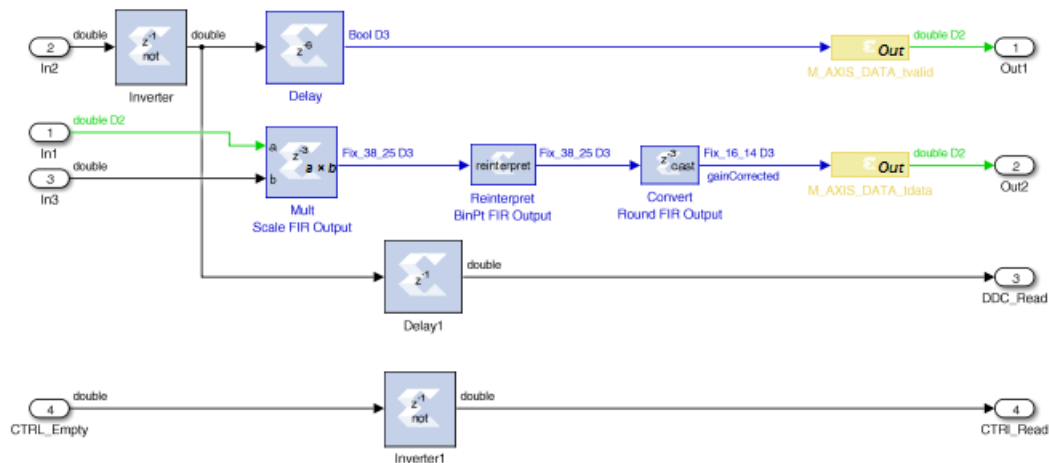 2
In2
double
z-1
not
Inverter
double
z-6
Delay
Bool D3
Out
M_AXIS_DATA_tvalid
double D2
1
Out1
1
In1
double D2
3
In3
double
a
b
z-3
a × b
Mult
Scale FIR Output
Fix_38_25 D3
reinterpret
Reinterpret
BinPt FIR Output
Fix_38_25 D3
z-3
cast
Convert
Round FIR Output
Fix_16_14 D3
gainCorrected
Out
M_AXIS_DATA_tdata
double D2
2
Out2
z-1
Delay1
double
3
DDC_Read
4
CTRL_Empty
double
z-1
not
Inverter1
double
4
CTRl_Read